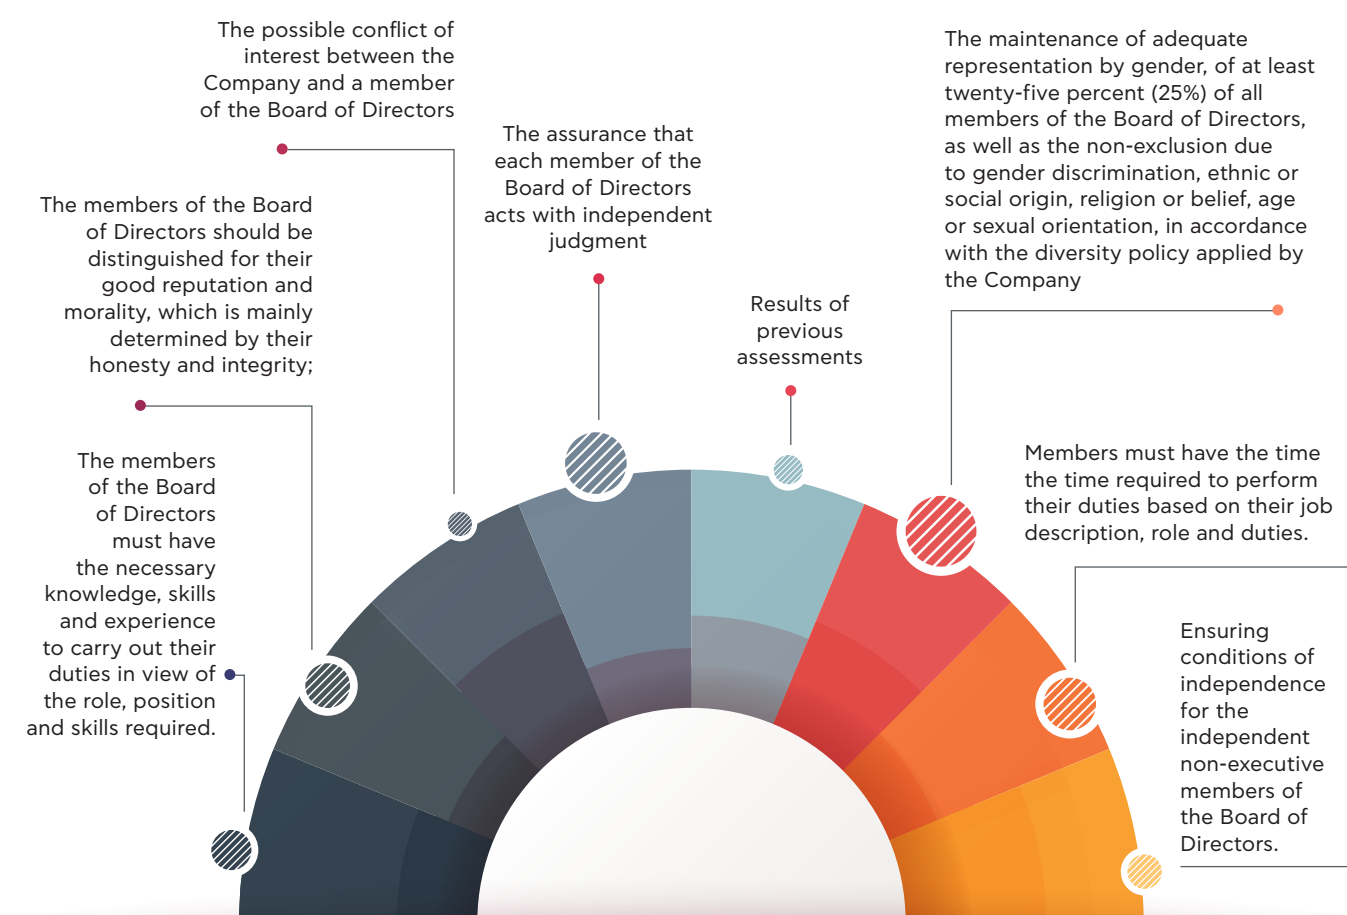 The possible conflict of
interest between the
Company and a member
of the Board of Directors
The maintenance of adequate
representation by gender, of at least
twenty-five percent (25%) of all
members of the Board of Directors,
as well as the non-exclusion due
to gender discrimination, ethnic or
social origin, religion or belief, age
or sexual orientation, in accordance
with the diversity policy applied by
the Company
The assurance that
each member of the
Board of Directors
acts with independent
judgment
The members of the Board
of Directors should be
distinguished for their
good reputation and
morality, which is mainly
determined by their
honesty and integrity;
Results of
previous
assessments
The members
of the Board
of Directors
must have
the necessary
knowledge, skills
and experience
to carry out their
duties in view of
the role, position
and skills required.
Members must have the time
the time required to perform
their duties based on their job
description, role and duties.
Ensuring
conditions of
independence
for the
independent
non-executive
members of
the Board of
Directors.